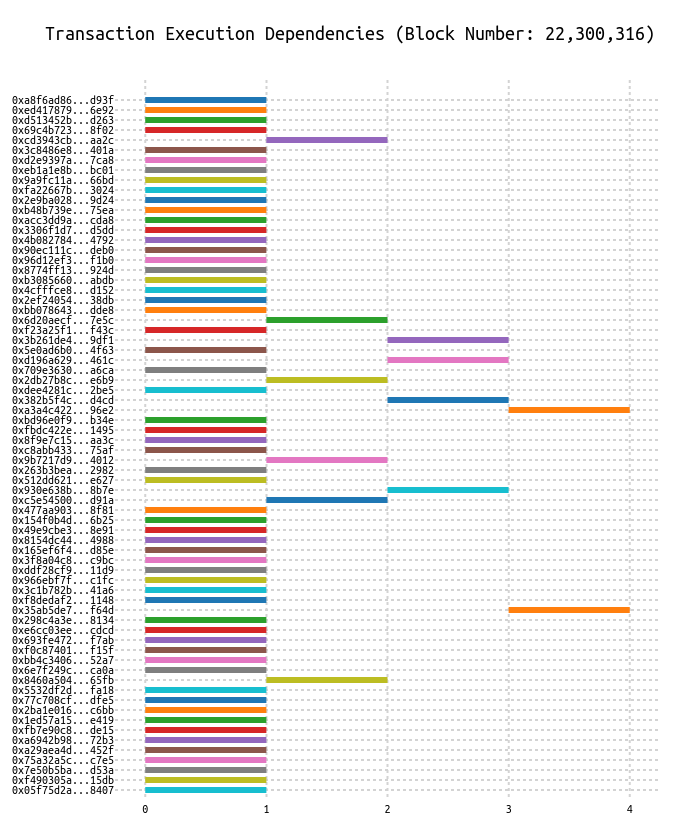 Transaction Execution Dependencies (Block Number: 22,300,316)
0xa8f6ad86...d93f
0xed417879...6e92
0xd513452b...d263
0x69c4b723...8f02
0xcd3943cb...aa2c
0x3c8486e8...401a
0xd2e9397a...7ca8
0xeb1a1e8b...bc01
0x9a9fc11a...66bd
0xfa22667b...3024
0x2e9ba028...9d24
0xb48b739e...75ea
0xacc3dd9a...cda8
0x3306f1d7...d5dd
0x4b082784...4792
0x90ec111c...deb0
0x96d12ef3...f1b0
0x8774ff13...924d
0xb3085660...abdb
0x4cfffce8...d152
0x2ef24054...38db
0xbb078643...dde8
0x6d20aecf...7e5c
0xf23a25f1...f43c
0x3b261de4...9df1
0x5e0ad6b0...4f63
0xd196a629...461c
0x709e3630...a6ca
0x2db27b8c...e6b9
0xdee4281c...2be5
0x382b5f4c...d4cd
0xa3a4c422...96e2
0xbd96e0f9...b34e
0xfbdc422e...1495
0x8f9e7c15...aa3c
0xc8abb433...75af
0x9b7217d9...4012
0x263b3bea...2982
0x512dd621...e627
0x930e638b...8b7e
0xc5e54500...d91a
0x477aa903...8f81
0x154f0b4d...6b25
0x49e9cbe3...8e91
0x8154dc44...4988
0x165ef6f4...d85e
0x3f8a04c8...c9bc
0xddf28cf9...11d9
0x966ebf7f...c1fc
0x3c1b782b...41a6
0xf8dedaf2...1148
0x35ab5de7...f64d
0x298c4a3e...8134
0xe6cc03ee...cdcd
0x693fe472...f7ab
0xf0c87401...f15f
0xbb4c3406...52a7
0x6e7f249c...ca0a
0x8460a504...65fb
0x5532df2d...fa18
0x77c708cf...dfe5
0x2ba1e016...c6bb
0x1ed57a15...e419
0xfb7e90c8...de15
0xa6942b98...72b3
0xa29aea4d...452f
0x75a32a5c...c7e5
0x7e50b5ba...d53a
0xf490305a...15db
0x05f75d2a...8407
0 1 2 3 4